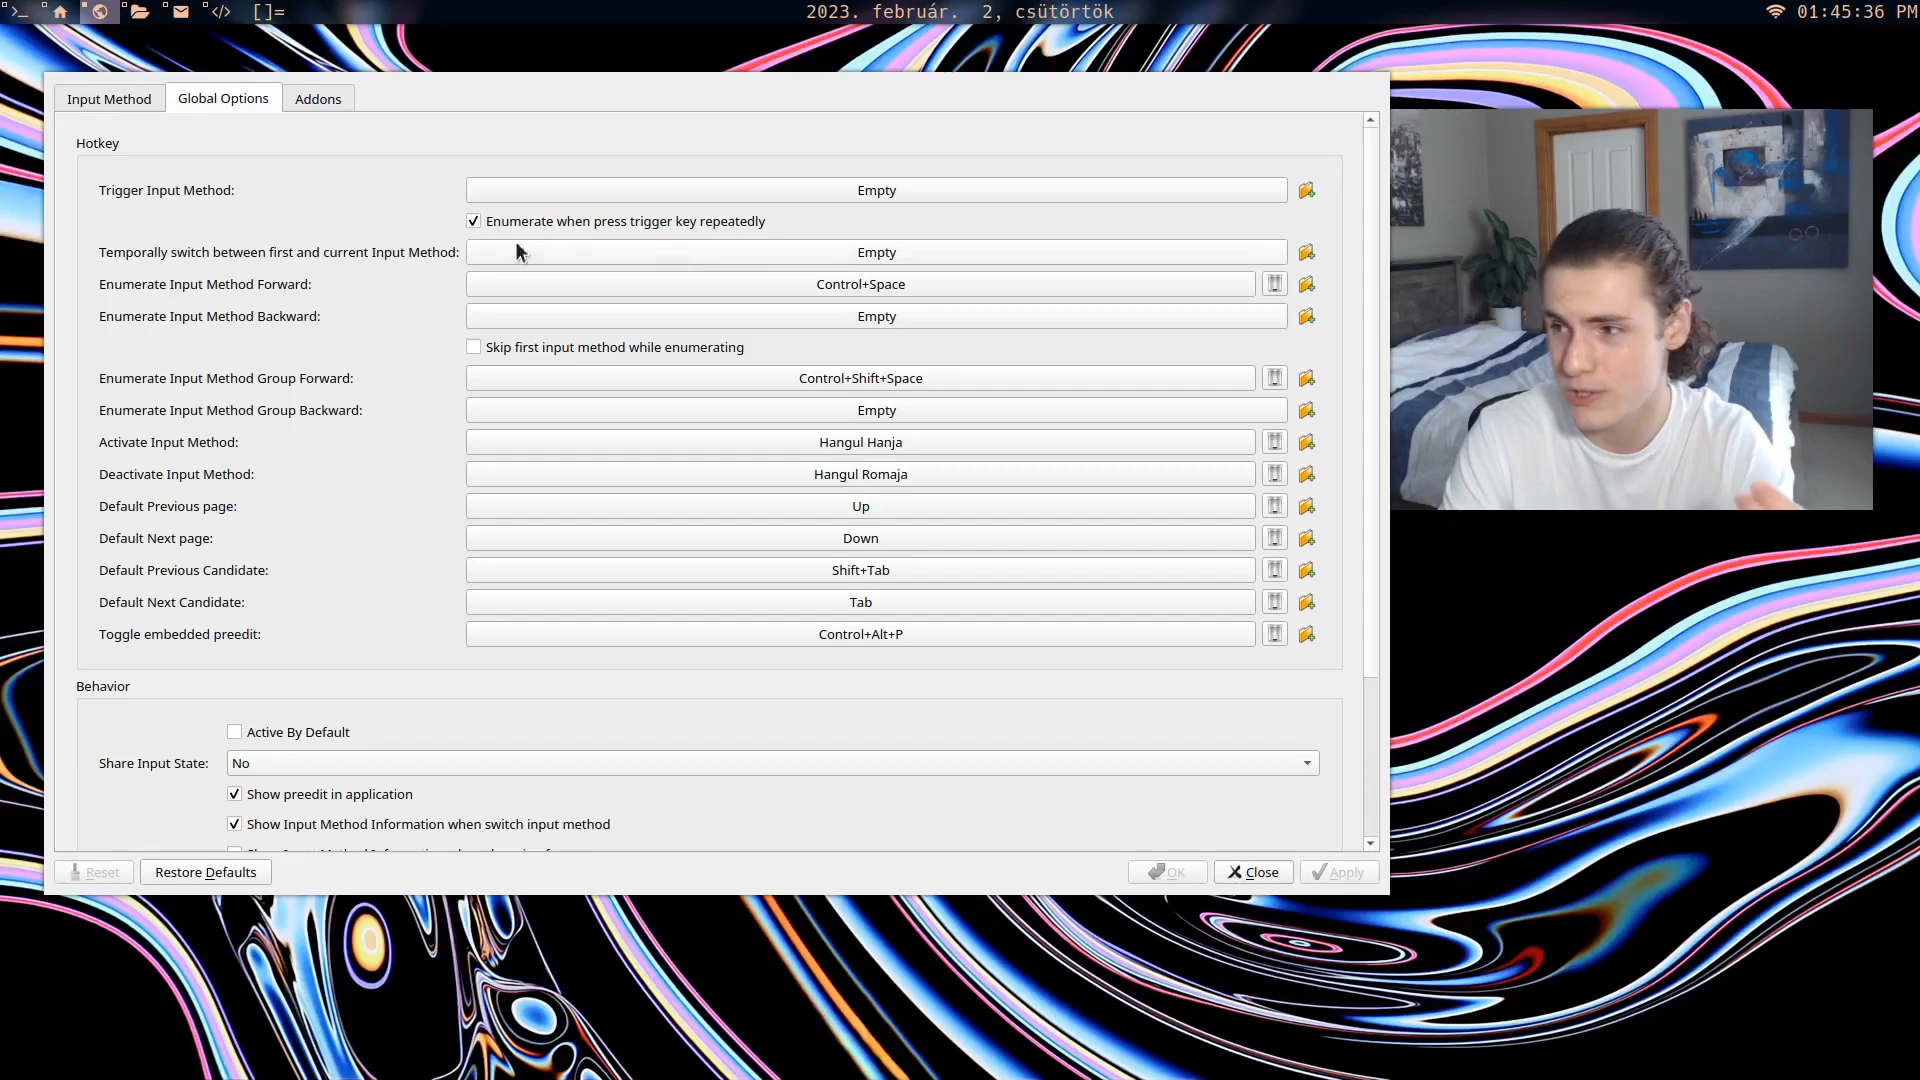 >_ </> []= 2023. február. 2, csütörtök 01:45:36 PM
Input Method Global Options Addons
Hotkey
Trigger Input Method: Empty
Enumerate when press trigger key repeatedly
Temporally switch between first and current Input Method: Empty
Enumerate Input Method Forward: Control+Space
Enumerate Input Method Backward: Empty
Skip first input method while enumerating
Enumerate Input Method Group Forward: Control+Shift+Space
Enumerate Input Method Group Backward: Empty
Activate Input Method: Hangul Hanja
Deactivate Input Method: Hangul Romaja
Default Previous page: Up
Default Next page: Down
Default Previous Candidate: Shift+Tab
Default Next Candidate: Tab
Toggle embedded preedit: Control+Alt+P
Behavior
Active By Default
Share Input State: No
Show preedit in application
Show Input Method Information when switch input method
Reset Restore Defaults OK Close Apply